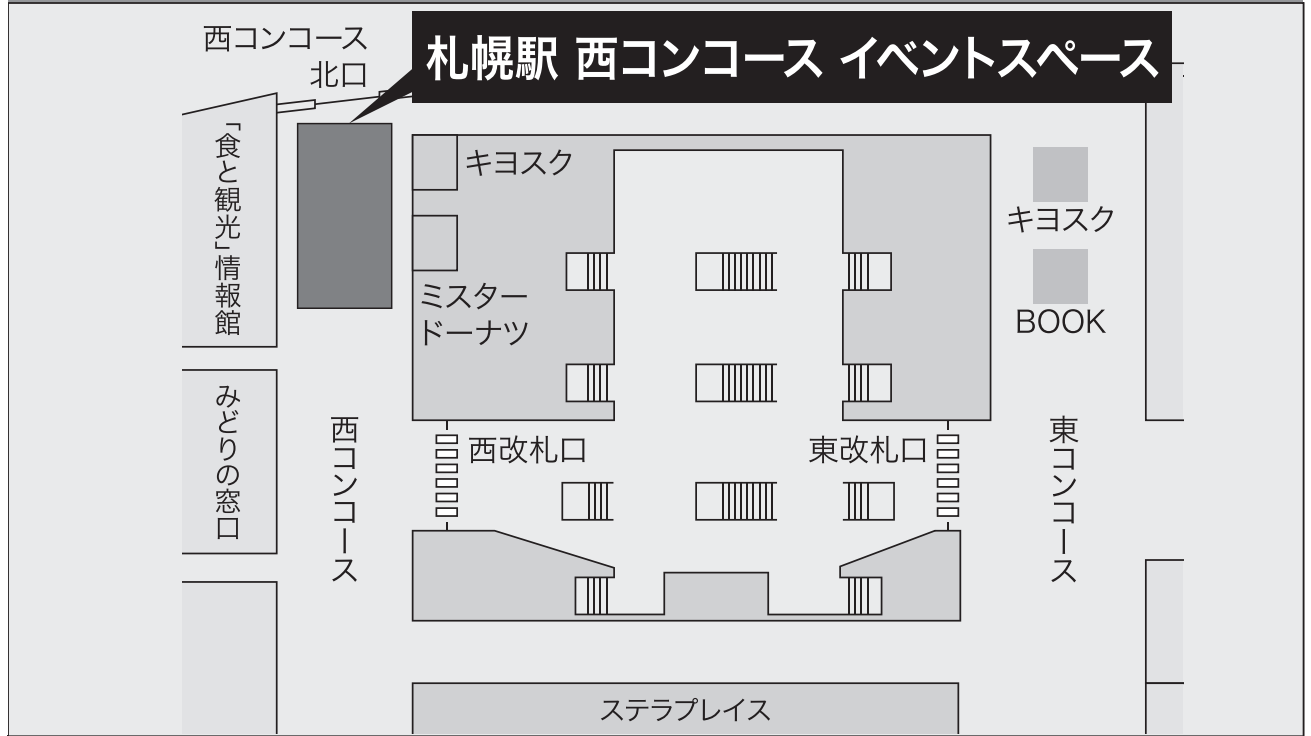 西コンコース
北口
札幌駅 西コンコース イベントスペース
「食と観光」情報館
キヨスク
ミスター
ドーナツ
キヨスク
BOOK
みどりの窓口
西コンコース
西改札口
東改札口
東コンコース
ステラプレイス